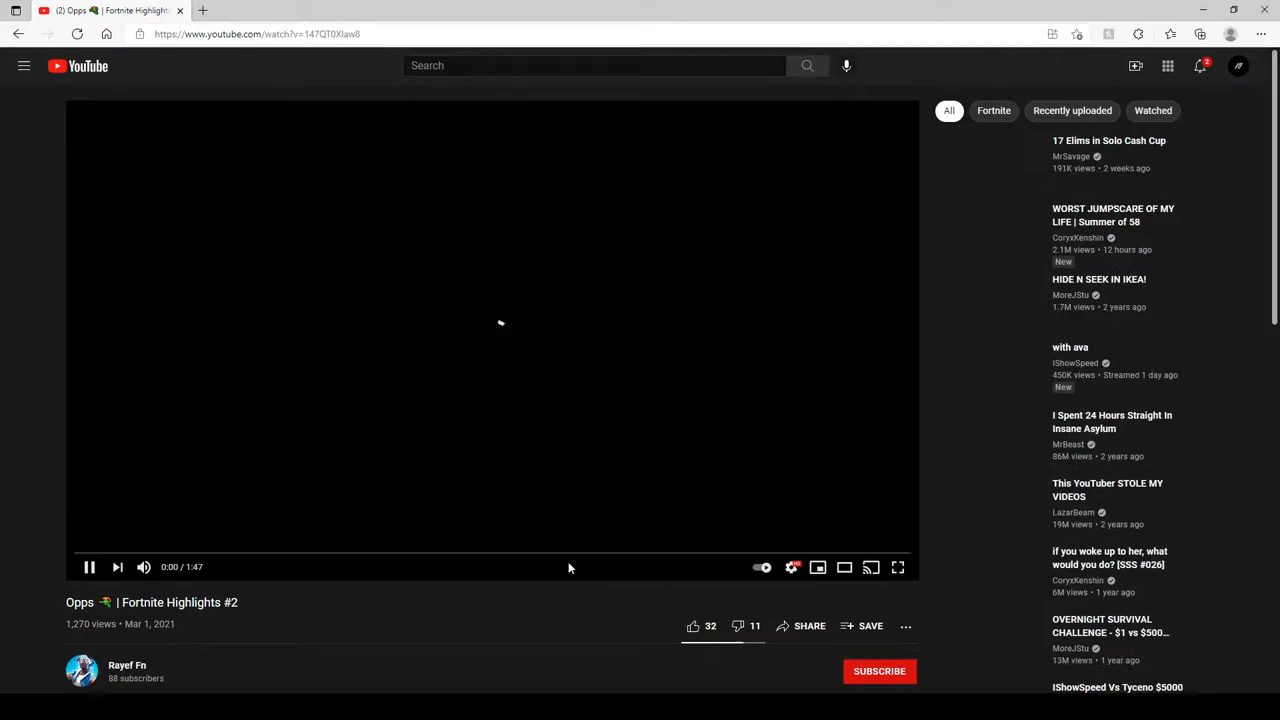 (2) Opps 🔫 | Fortnite Highlights
https://www.youtube.com/watch?v=147QT0XIaw8
YouTube
Search
2
All
Fortnite
Recently uploaded
Watched
17 Elims in Solo Cash Cup
MrSavage
191K views • 2 weeks ago
WORST JUMPSCARE OF MY
LIFE | Summer of 58
CoryxKenshin
2.1M views • 12 hours ago
New
HIDE N SEEK IN IKEA!
MoreJStu
1.7M views • 2 years ago
with ava
IShowSpeed
450K views • Streamed 1 day ago
New
I Spent 24 Hours Straight In
Insane Asylum
MrBeast
86M views • 2 years ago
This YouTuber STOLE MY
VIDEOS
LazarBeam
19M views • 2 years ago
if you woke up to her, what
would you do? [SSS #026]
CoryxKenshin
6M views • 1 year ago
OVERNIGHT SURVIVAL
CHALLENGE - $1 vs $500...
MoreJStu
13M views • 1 year ago
IShowSpeed Vs Tyceno $5000
0:00 / 1:47
HD
Opps 🔫 | Fortnite Highlights #2
1,270 views • Mar 1, 2021
32
11
SHARE
SAVE
Rayef Fn
88 subscribers
SUBSCRIBE